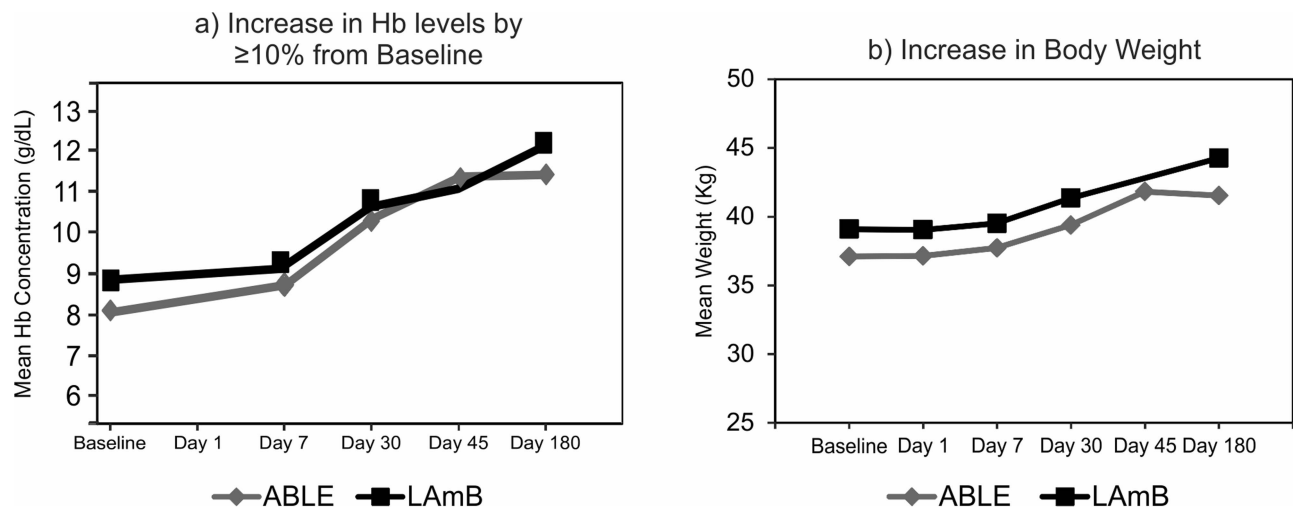 a) Increase in Hb levels by
≥10% from Baseline
Mean Hb Concentration (g/dL)
13
12
11
10
9
8
7
6
Baseline Day 1 Day 7 Day 30 Day 45 Day 180
ABLE LAmB
b) Increase in Body Weight
Mean Weight (Kg)
50
45
40
35
30
25
Baseline Day 1 Day 7 Day 30 Day 45 Day 180
ABLE LAmB